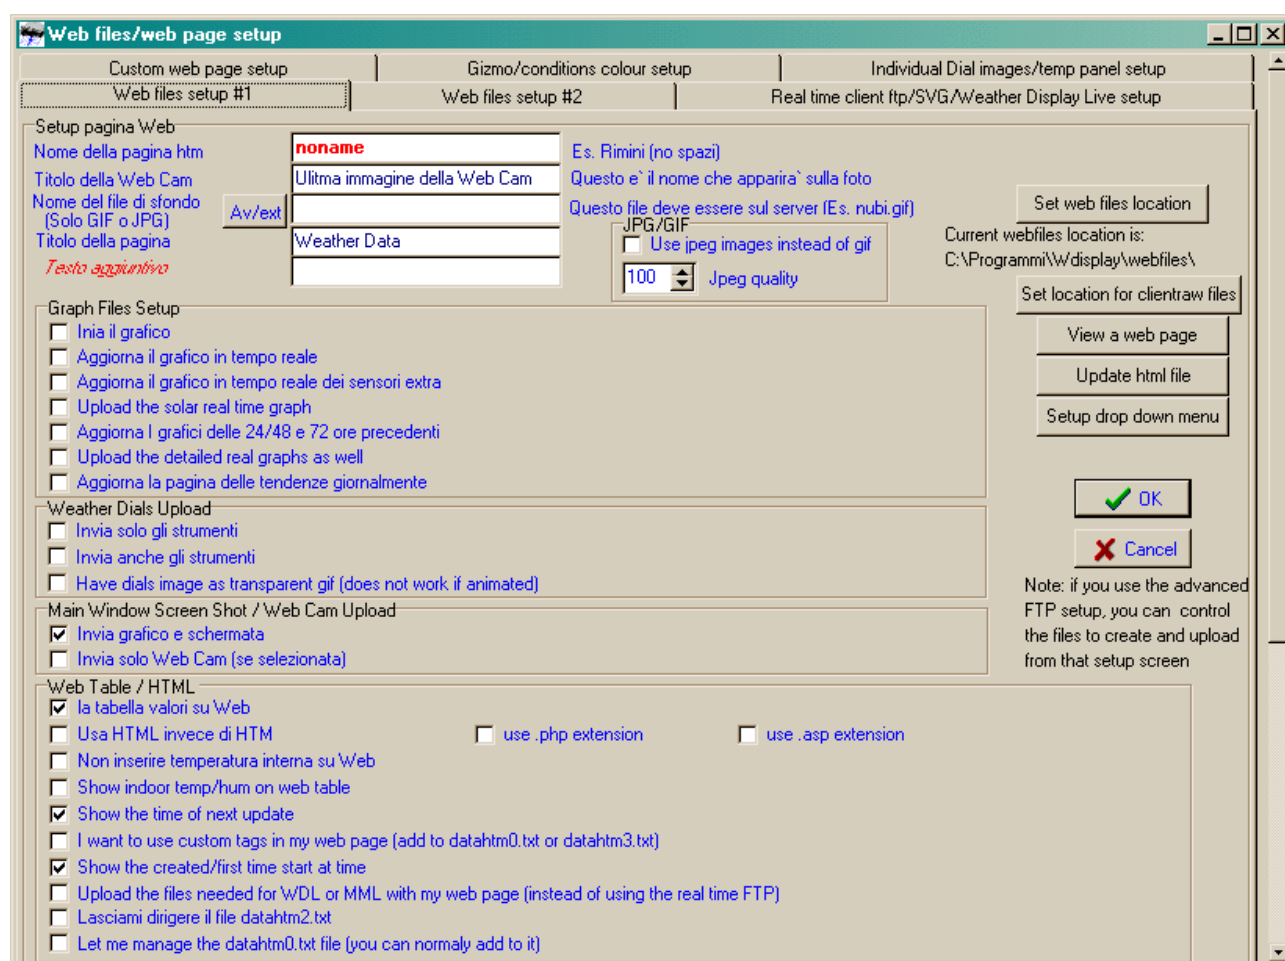 Web files/web page setup
Custom web page setup
Gizmo/conditions colour setup
Individual Dial images/temp panel setup
Web files setup #1
Web files setup #2
Real time client ftp/SVG/Weather Display Live setup
Setup pagina Web
Nome della pagina htm
noname
Es. Rimini (no spazi)
Titolo della Web Cam
Ulitma immagine della Web Cam
Questo e` il nome che apparira` sulla foto
Nome del file di sfondo
(Solo GIF o JPG)
Av/ext
Questo file deve essere sul server (Es. nubi.gif)
Titolo della pagina
Weather Data
Testo aggiuntivo
JPG/GIF
Use jpeg images instead of gif
100
Jpeg quality
Set web files location
Current webfiles location is:
C:\Programmi\Wdisplay\webfiles\
Set location for clientraw files
View a web page
Update html file
Setup drop down menu
Graph Files Setup
Inia il grafico
Aggiorna il grafico in tempo reale
Aggiorna il grafico in tempo reale dei sensori extra
Upload the solar real time graph
Aggiorna I grafici delle 24/48 e 72 ore precedenti
Upload the detailed real graphs as well
Aggiorna la pagina delle tendenze giornalmente
OK
Cancel
Note: if you use the advanced
FTP setup, you can control
the files to create and upload
from that setup screen
Weather Dials Upload
Invia solo gli strumenti
Invia anche gli strumenti
Have dials image as transparent gif (does not work if animated)
Main Window Screen Shot / Web Cam Upload
Invia grafico e schermata
Invia solo Web Cam (se selezionata)
Web Table / HTML
la tabella valori su Web
Usa HTML invece di HTM
use .php extension
use .asp extension
Non inserire temperatura interna su Web
Show indoor temp/hum on web table
Show the time of next update
I want to use custom tags in my web page (add to datahtm0.txt or datahtm3.txt)
Show the created/first time start at time
Upload the files needed for WDL or MML with my web page (instead of using the real time FTP)
Lasciami dirigere il file datahtm2.txt
Let me manage the datahtm0.txt file (you can normaly add to it)